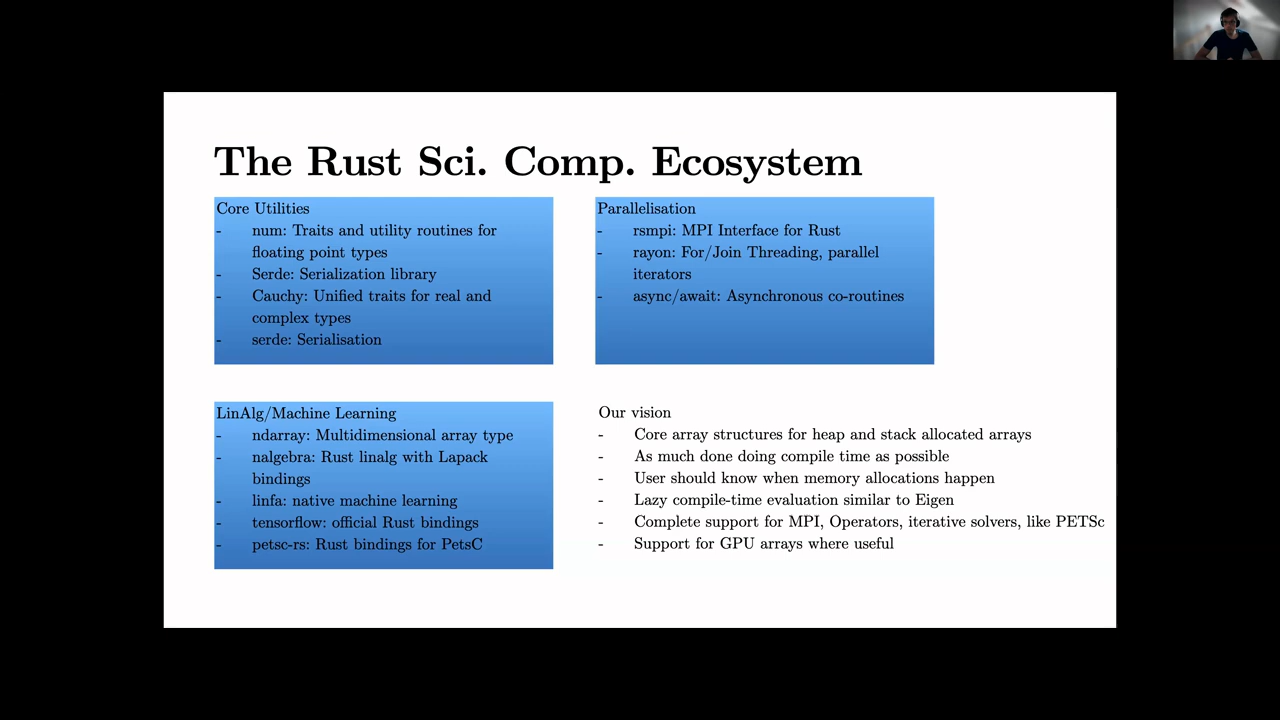 The Rust Sci. Comp. Ecosystem
Core Utilities
- num: Traits and utility routines for
floating point types
- Serde: Serialization library
- Cauchy: Unified traits for real and
complex types
- serde: Serialisation
Parallelisation
- rsmpi: MPI Interface for Rust
- rayon: For/Join Threading, parallel
iterators
- async/await: Asynchronous co-routines
LinAlg/Machine Learning
- ndarray: Multidimensional array type
- nalgebra: Rust linalg with Lapack
bindings
- linfa: native machine learning
- tensorflow: official Rust bindings
- petsc-rs: Rust bindings for PetsC
Our vision
- Core array structures for heap and stack allocated arrays
- As much done doing compile time as possible
- User should know when memory allocations happen
- Lazy compile-time evaluation similar to Eigen
- Complete support for MPI, Operators, iterative solvers, like PETSc
- Support for GPU arrays where useful